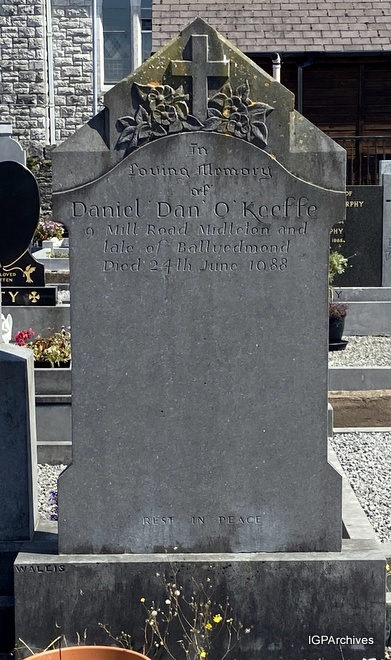 In
Loving Memory
of
Daniel 'Dan' O'Keeffe
9 Mill Road Midleton and
late of Ballyedmond
Died 24th June 1988
REST IN PEACE
WALLIS
IGPArchives